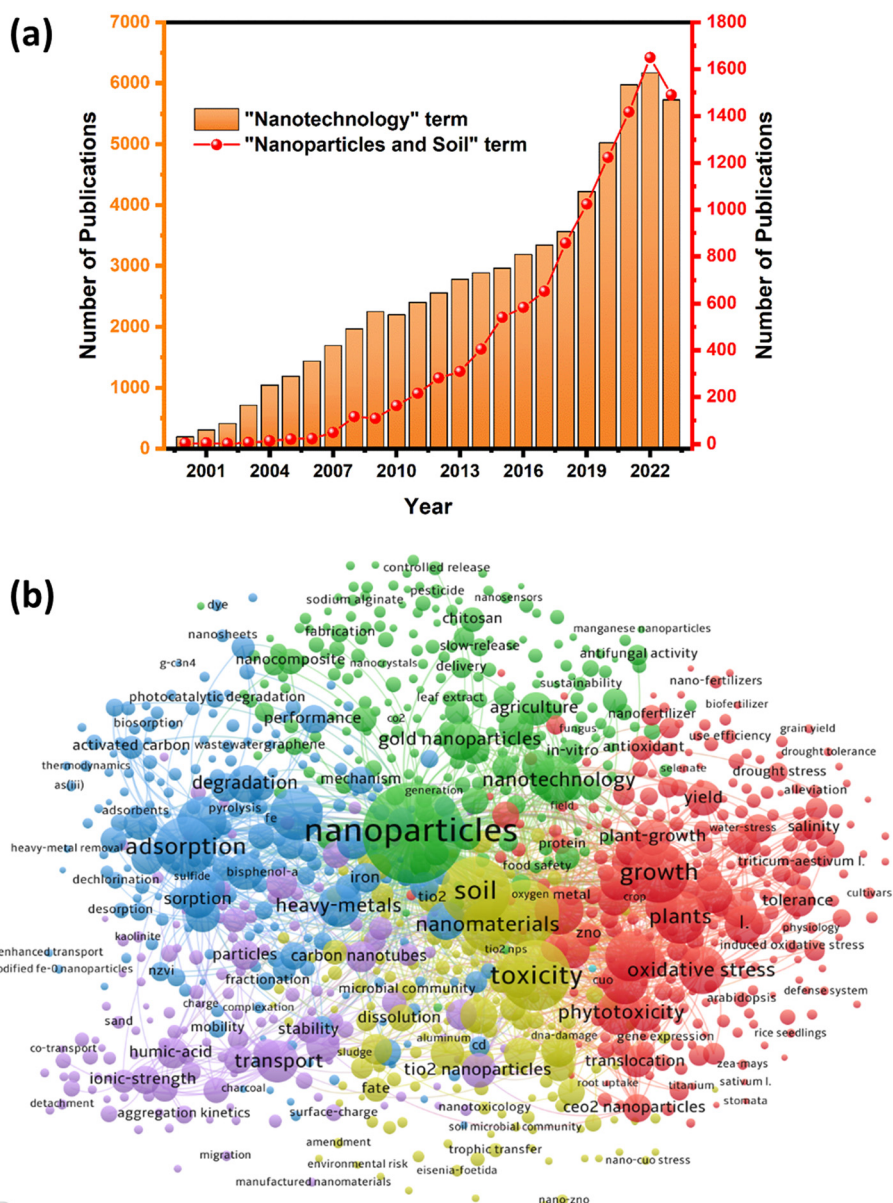 (a)
7000
6000
5000
4000
3000
2000
1000
0
Number of Publications
"Nanotechnology" term
"Nanoparticles and Soil" term
1800
1600
1400
1200
1000
800
600
400
200
0
Number of Publications
2001 2004 2007 2010 2013 2016 2019 2022
Year
(b)
controlled release
pesticide
dye
sodium alginate
nanosensors
chitosan
nanosheets
fabrication
manganese nanoparticles
g-c3n4
nanocomposite
nanocrystals
slow-release
delivery
antifungal activity
sustainability
nano-fertilizers
photocatalytic degradation
leaf extract
agriculture
biosorption
performance
co2
nanofertilizer
biofertilizer
fungus
use efficiency
grain yield
activated carbon
wastewater
graphene
gold nanoparticles
in-vitro
antioxidant
drought tolerance
thermodynamics
as(iii)
degradation
mechanism
generation
nanotechnology
selenate
drought stress
alleviation
adsorbents
pyrolysis
fe
field
yield
nanoparticles
plant-growth
water-stress
salinity
heavy-metal removal
adsorption
protein
food safety
triticum-aestivum l.
dechlorination
sulfide
bisphenol-a
iron
growth
desorption
sorption
heavy-metals
tio2
soil
oxygen
metal
crop
tolerance
cultivars
kaolinite
nanomaterials
zno
plants
l.
physiology
induced oxidative stress
enhanced transport
particles
carbon nanotubes
tio2 nps
odified fe-0 nanoparticles
nzvi
fractionation
toxicity
cuo
oxidative stress
microbial community
defense system
charge
complexation
arabidopsis
sand
mobility
stability
dissolution
phytotoxicity
co-transport
humic-acid
aluminum
cd
dna-damage
gene expression
rice seedlings
transport
sludge
tio2 nanoparticles
translocation
zea-mays
ionic-strength
charcoal
fate
root uptake
titanium
sativum l.
stomata
detachment
aggregation kinetics
surface-charge
nanotoxicology
ceo2 nanoparticles
soil microbial community
amendment
migration
environmental risk
trophic transfer
eisenia-foetida
nano-cuo stress
manufactured nanomaterials
nano-zno